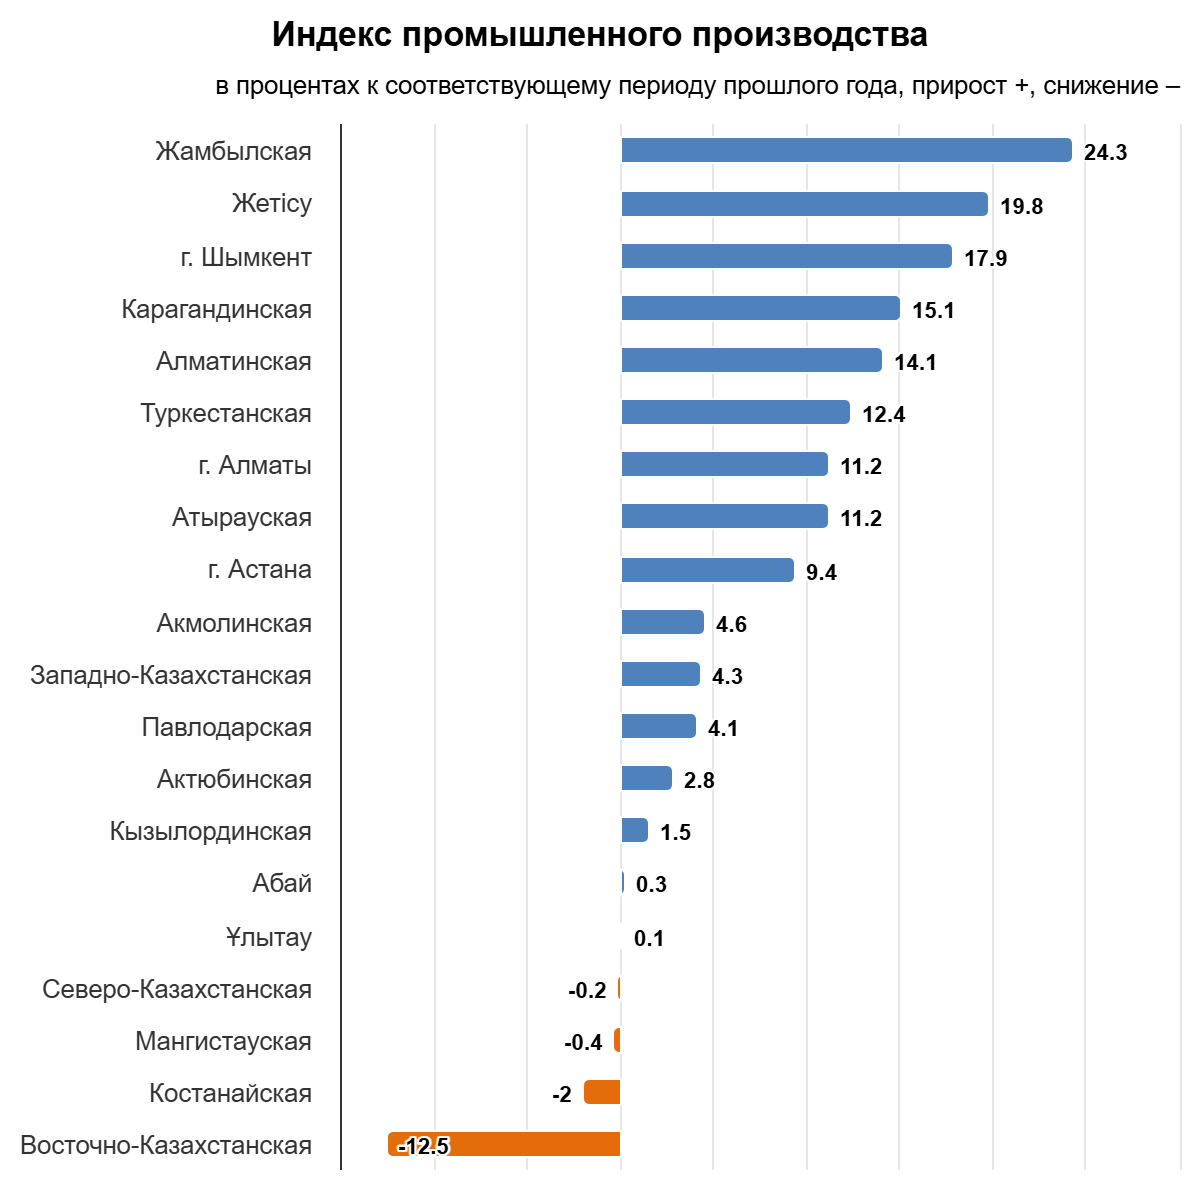 Индекс промышленного производства
в процентах к соответствующему периоду прошлого года, прирост +, снижение –
Жамбылская 24.3
Жетісу 19.8
г. Шымкент 17.9
Карагандинская 15.1
Алматинская 14.1
Туркестанская 12.4
г. Алматы 11.2
Атырауская 11.2
г. Астана 9.4
Акмолинская 4.6
Западно-Казахстанская 4.3
Павлодарская 4.1
Актюбинская 2.8
Кызылординская 1.5
Абай 0.3
Ұлытау 0.1
Северо-Казахстанская -0.2
Мангистауская -0.4
Костанайская -2
Восточно-Казахстанская -12.5